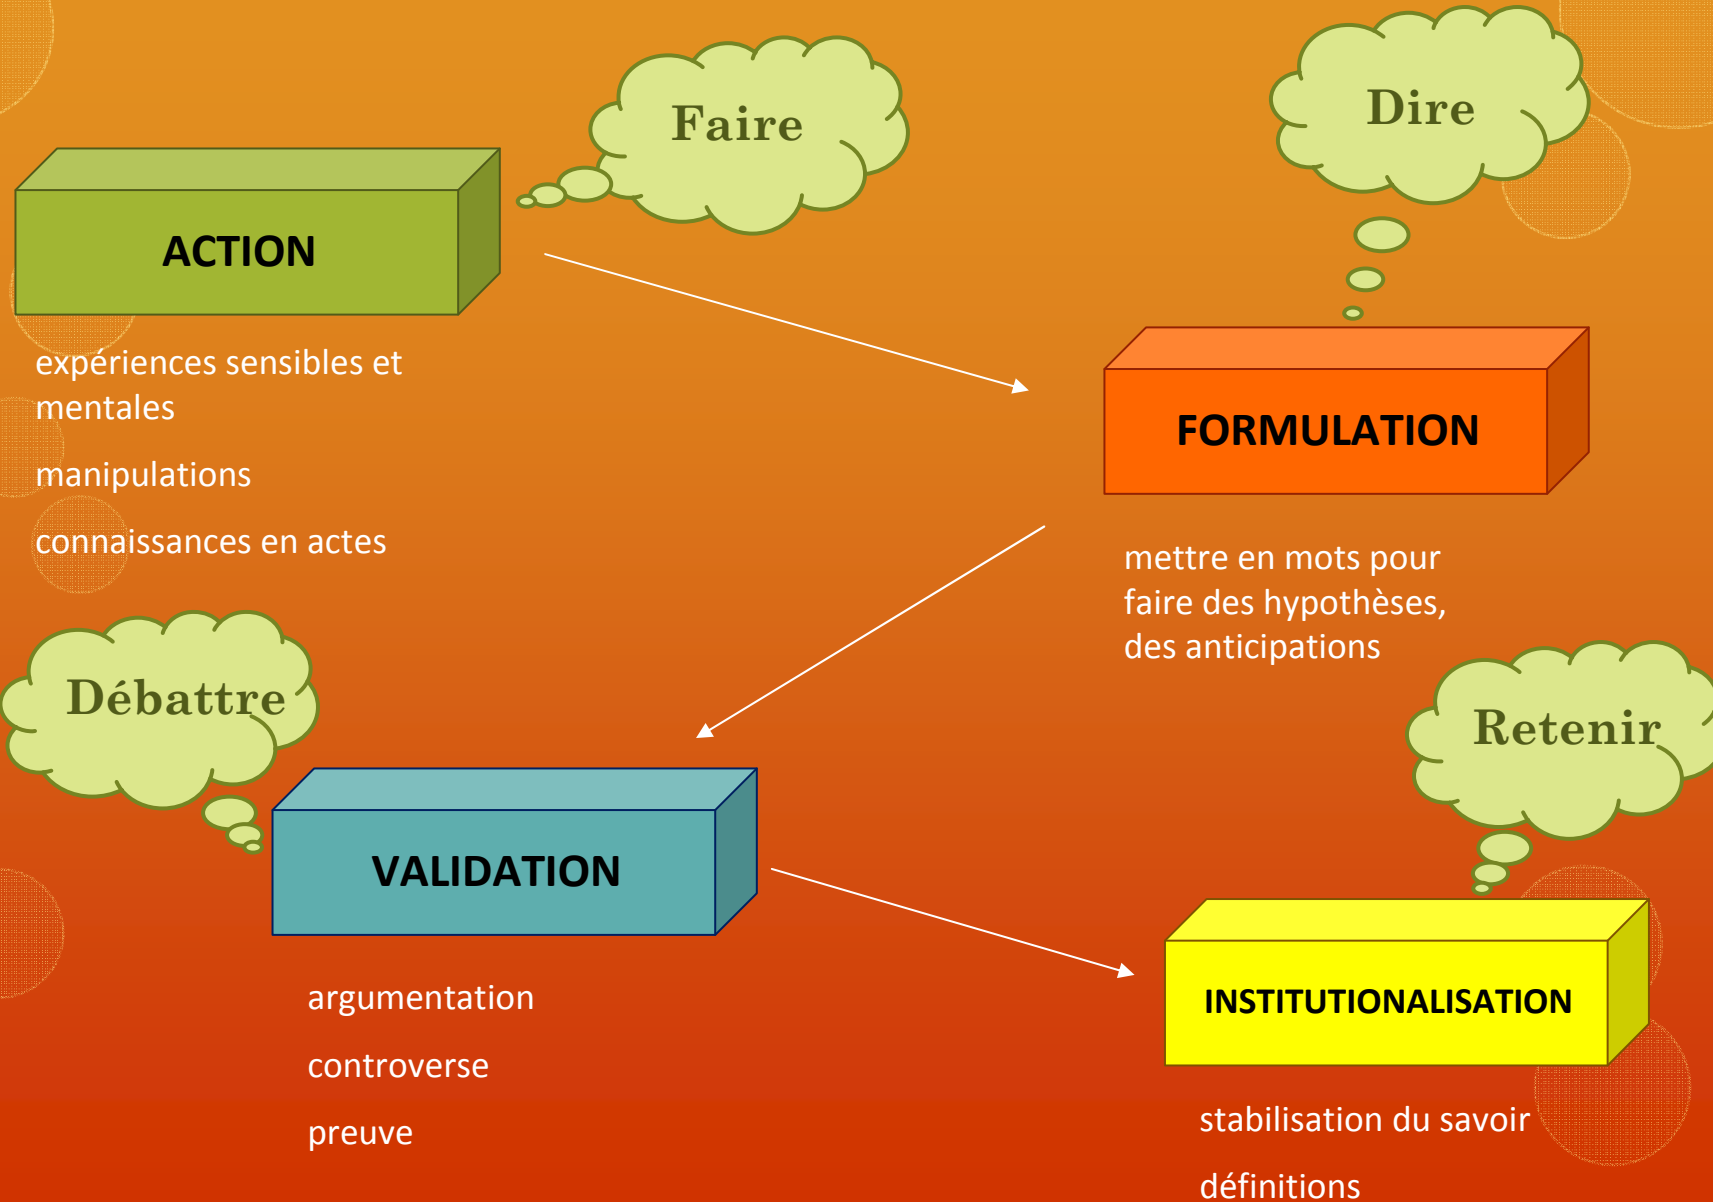 Faire
ACTION
expériences sensibles et
mentales
manipulations
connaissances en actes
Dire
FORMULATION
mettre en mots pour
faire des hypothèses,
des anticipations
Débattre
VALIDATION
argumentation
controverse
preuve
Retenir
INSTITUTIONALISATION
stabilisation du savoir
définitions